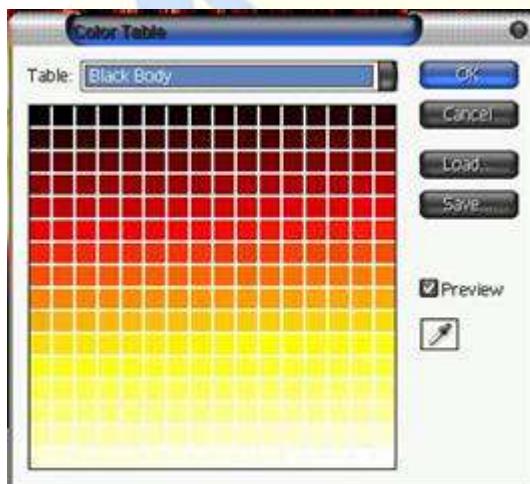 Color Table
Table: Black Body
OK
Cancel
Load...
Save...
Preview